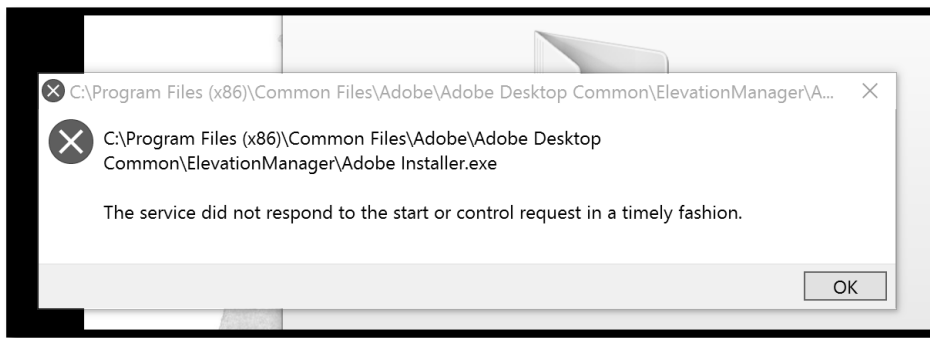 C:\Program Files (x86)\Common Files\Adobe\Adobe Desktop Common\ElevationManager\A...
C:\Program Files (x86)\Common Files\Adobe\Adobe Desktop
Common\ElevationManager\Adobe Installer.exe
The service did not respond to the start or control request in a timely fashion.
OK